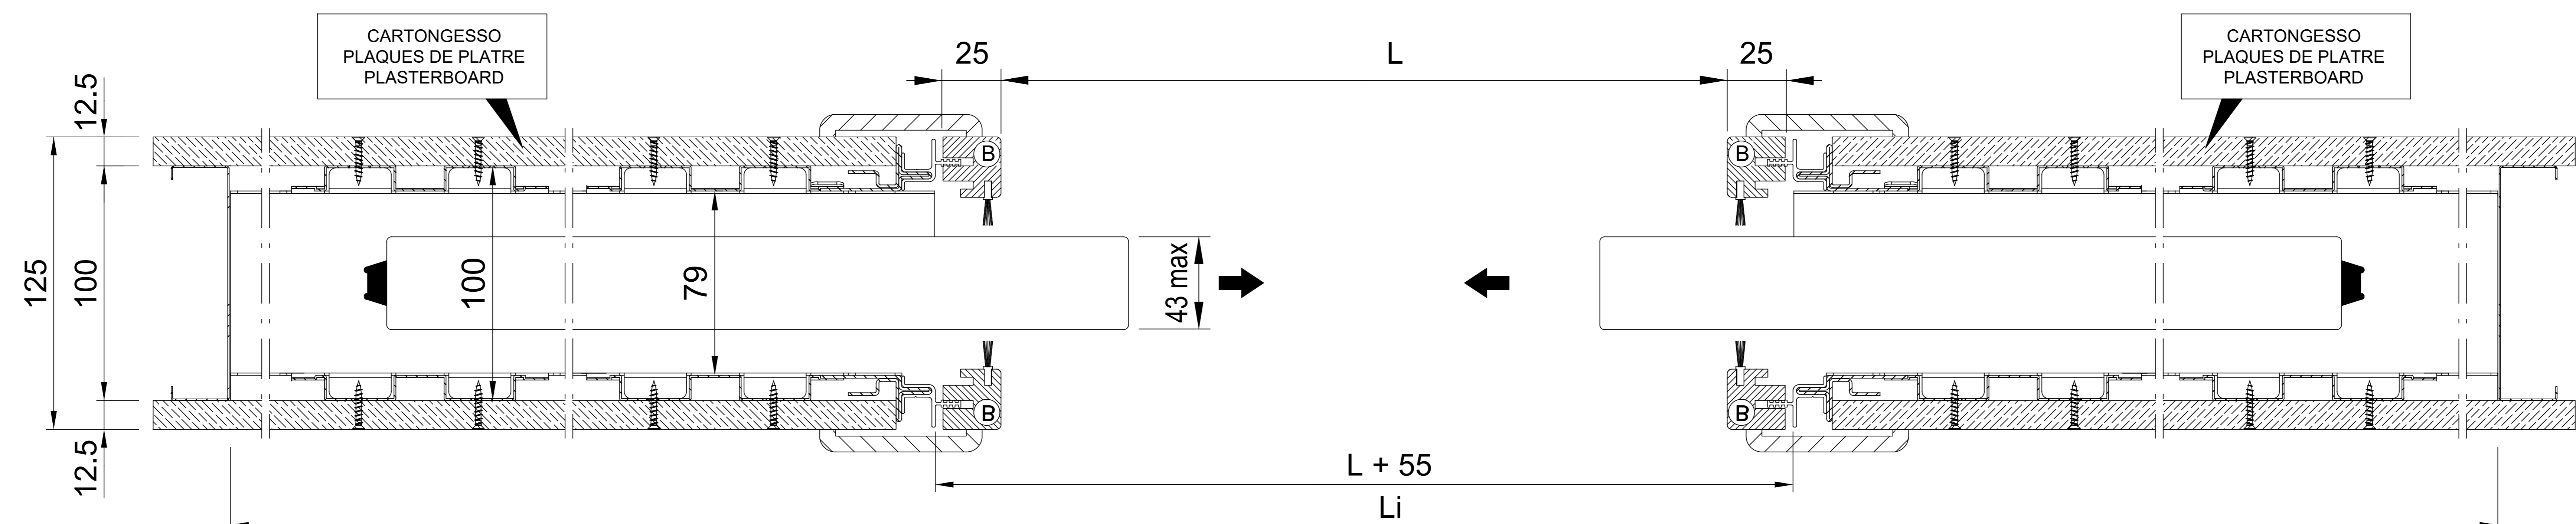 CARTONGESSO
PLAQUES DE PLATRE
PLASTERBOARD
25
L
25
CARTONGESSO
PLAQUES DE PLATRE
PLASTERBOARD
12.5
B
B
125
100
100
79
43 max
B
B
12.5
L + 55
Li